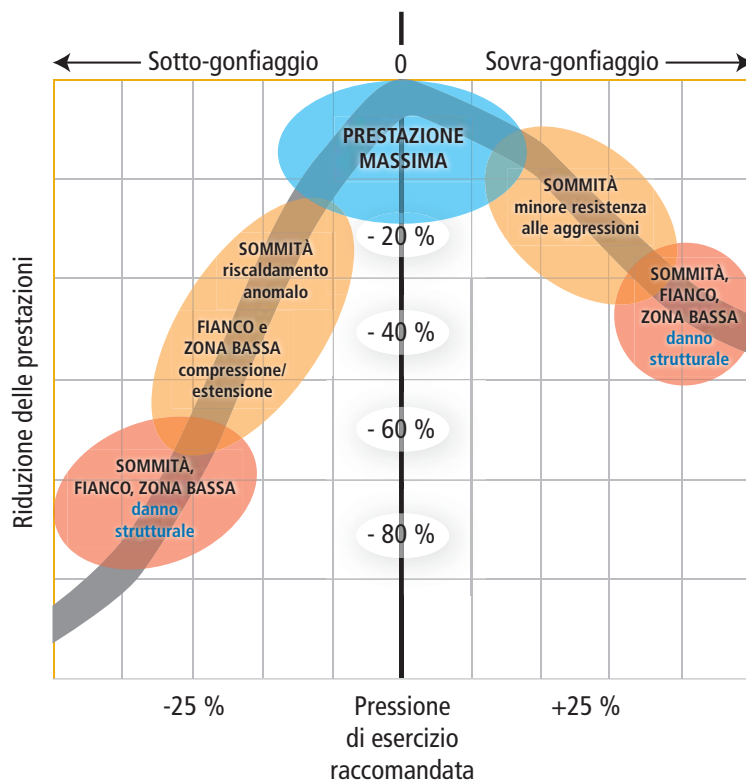 Sotto-gonfiaggio
0
Sovra-gonfiaggio
PRESTAZIONE
MASSIMA
SOMMITÀ
minore resistenza
alle aggressioni
- 20 %
SOMMITÀ
riscaldamento
anomalo
SOMMITÀ,
FIANCO,
ZONA BASSA
danno
strutturale
FIANCO e
ZONA BASSA
compressione/
estensione
- 40 %
- 60 %
SOMMITÀ,
FIANCO, ZONA BASSA
danno
strutturale
- 80 %
Riduzione delle prestazioni
-25 %
Pressione
di esercizio
raccomandata
+25 %